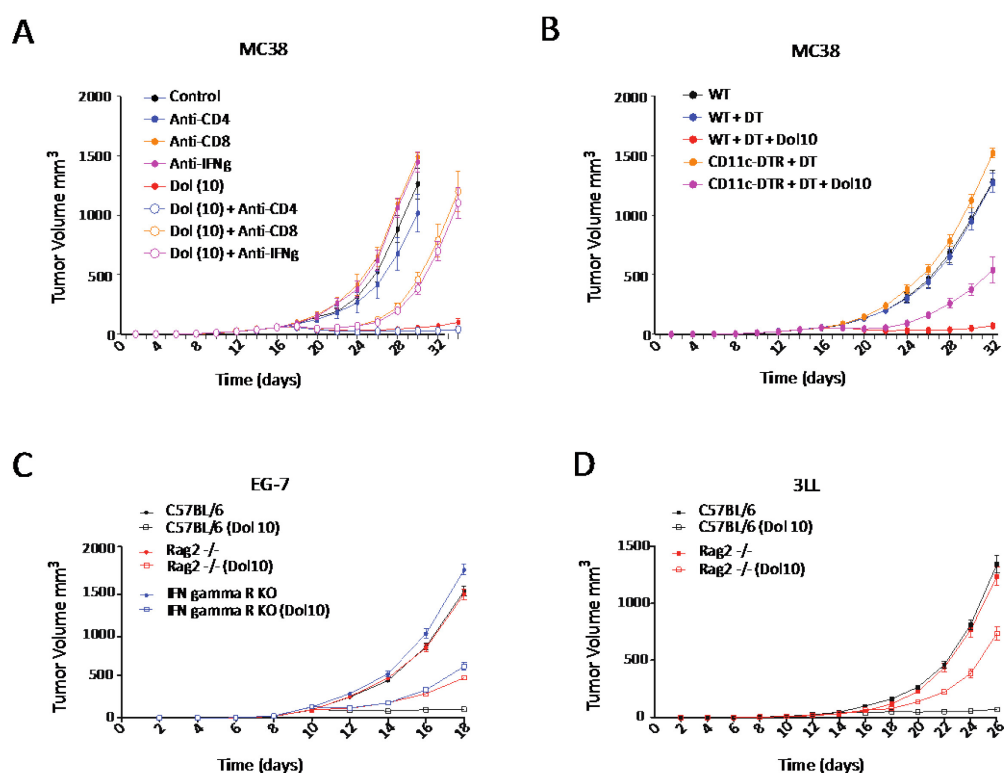 A
MC38
Control
Anti-CD4
Anti-CD8
Anti-IFNg
Dol (10)
Dol (10) + Anti-CD4
Dol (10) + Anti-CD8
Dol (10) + Anti-IFNg
Tumor Volume mm³
2000
1500
1000
500
0
0 4 8 12 16 20 24 28 32
Time (days)
B
MC38
WT
WT + DT
WT + DT + Dol10
CD11c-DTR + DT
CD11c-DTR + DT + Dol10
Tumor Volume mm³
2000
1500
1000
500
0
0 4 8 12 16 20 24 28 32
Time (days)
C
EG-7
C57BL/6
C57BL/6 (Dol 10)
Rag2 -/-
Rag2 -/- (Dol10)
IFN gamma R KO
IFN gamma R KO (Dol10)
Tumor Volume mm³
2000
1500
1000
500
0
0 2 4 6 8 10 12 14 16 18
Time (days)
D
3LL
C57BL/6
C57BL/6 (Dol 10)
Rag2 -/-
Rag2 -/- (Dol10)
Tumor Volume mm³
1500
1000
500
0
0 2 4 6 8 10 12 14 16 18 20 22 24 26
Time (days)